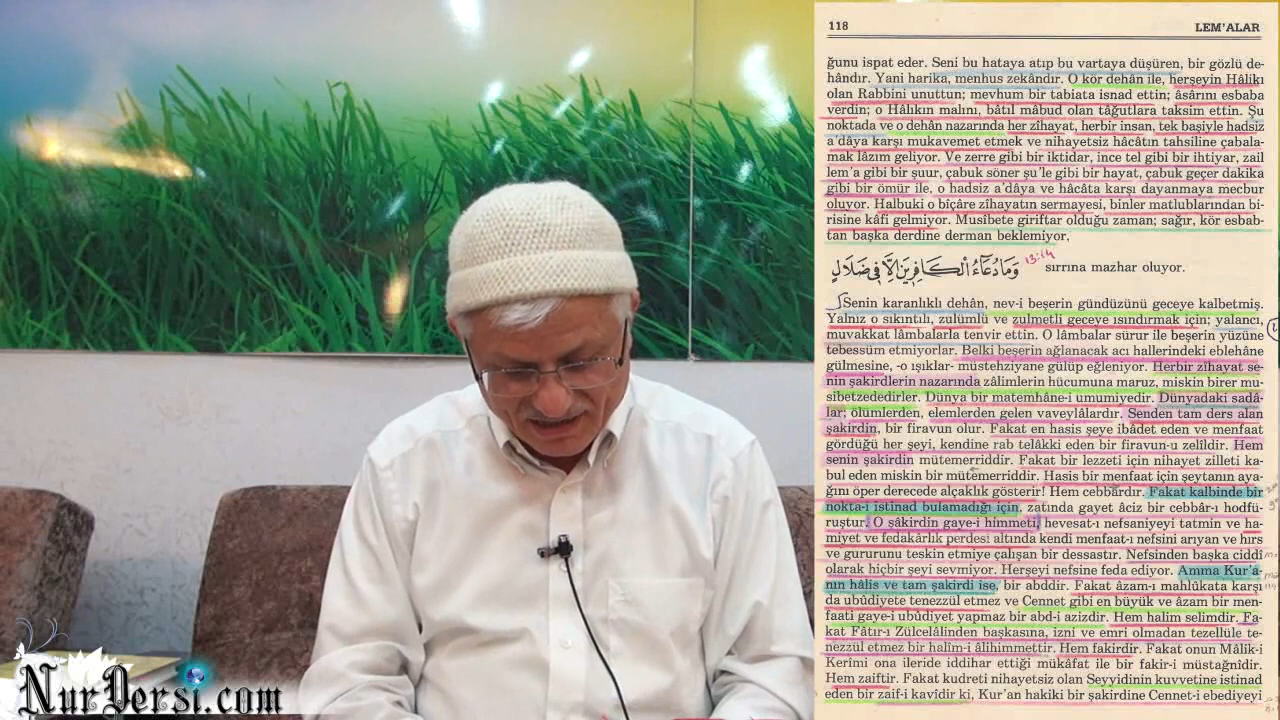 118
LEM'ALAR
ğunu ispat eder. Seni bu hataya atıp bu vartaya düşüren, bir gözlü de-
hândır. Yani harika, menhus zekândır. O kör dehân ile, herşeyin Hâlikı
olan Rabbini unuttun; mevhum bir tabiata isnad ettin; âsârını esbaba
verdin; o Hâlıkın malını, bâtıl mâbud olan tâğutlara taksim ettin. Şu
noktada ve o dehân nazarında her zîhayat, herbir insan, tek başiyle hadsiz
a'dâya karşı mukavemet etmek ve nihayetsiz hâcâtın tahsiline çabala-
mak lâzım geliyor. Ve zerre gibi bir iktidar, ince tel gibi bir ihtiyar, zail
lem'a gibi bir şuur, çabuk söner şu'le gibi bir hayat, çabuk geçer dakika
gibi bir ömür ile, o hadsiz a'dâya ve hâcâta karşı dayanmaya mecbur
oluyor. Halbuki o bîçâre zîhayatın sermayesi, binler matlublarından bi-
risine kâfi gelmiyor. Musîbete giriftar olduğu zaman; sağır, kör esbab-
tan başka derdine derman beklemiyor,
وَمَا دُعَٓاءُ الْكَافِرٖينَ اِلَّا فٖى ضَلَالٍ 13:14 sırrına mazhar oluyor.
Senin karanlıklı dehân, nev-i beşerin gündüzünü geceye kalbetmiş.
Yalnız o sıkıntılı, zulümlü ve zulmetli geceye ısındırmak için; yalancı,
muvakkat lâmbalarla tenvir ettin. O lâmbalar sürur ile beşerin yüzüne
tebessüm etmiyorlar. Belki beşerin ağlanacak acı hallerindeki eblehâne
gülmesine, -o ışıklar- müstehziyane gülüp eğleniyor. Herbir zîhayat se-
nin şakirdlerin nazarında zâlimlerin hücumuna maruz, miskin birer mu-
sibetzededirler. Dünya bir matemhâne-i umumiyedir. Dünyadaki sadâ-
lar; ölümlerden, elemlerden gelen vaveylâlardır. Senden tam ders alan
şakirdin, bir firavun olur. Fakat en hasis şeye ibâdet eden ve menfaat
gördüğü her şeyi, kendine rab telâkki eden bir firavun-u zelîldir. Hem
senin şakirdin mütemerriddir. Fakat bir lezzeti için nihayet zilleti ka-
bul eden miskin bir mütemerriddir. Hasis bir menfaat için şeytanın aya-
ğını öper derecede alçaklık gösterir! Hem cebbârdır. Fakat kalbinde bir
nokta-i istinad bulamadığı için, zatında gayet âciz bir cebbâr-ı hodfü-
ruştur. O şâkirdin gaye-i himmeti, hevesat-ı nefsaniyeyi tatmin ve ha-
miyet ve fedakârlık perdesi altında kendi menfaat-ı nefsini arıyan ve hırs
ve gururunu teskin etmiye çalışan bir dessastır. Nefsinden başka ciddî
olarak hiçbir şeyi sevmiyor. Herşeyi nefsine feda ediyor. Amma Kur'a-
nın hâlis ve tam şakirdi ise, bir abddir. Fakat âzam-ı mahlûkata karşı
da ubûdiyete tenezzül etmez ve Cennet gibi en büyük ve âzam bir men-
faati gaye-i ubûdiyet yapmaz bir abd-i azizdir. Hem halim selimdir. Fa-
kat Fâtır-ı Zülcelâlinden başkasına, izni ve emri olmadan tezellüle te-
nezzül etmez bir halîm-i âlihimmettir. Hem fakirdir. Fakat onun Mâlik-i
Kerîmi ona ileride iddihar ettiği mükâfat ile bir fakir-i müstağnîdir.
Hem zaiftir. Fakat kudreti nihayetsiz olan Seyyidinin kuvvetine istinad
eden bir zaif-i kavîdir ki, Kur'an hakiki bir şakirdine Cennet-i ebediyeyi
NurDersi.com